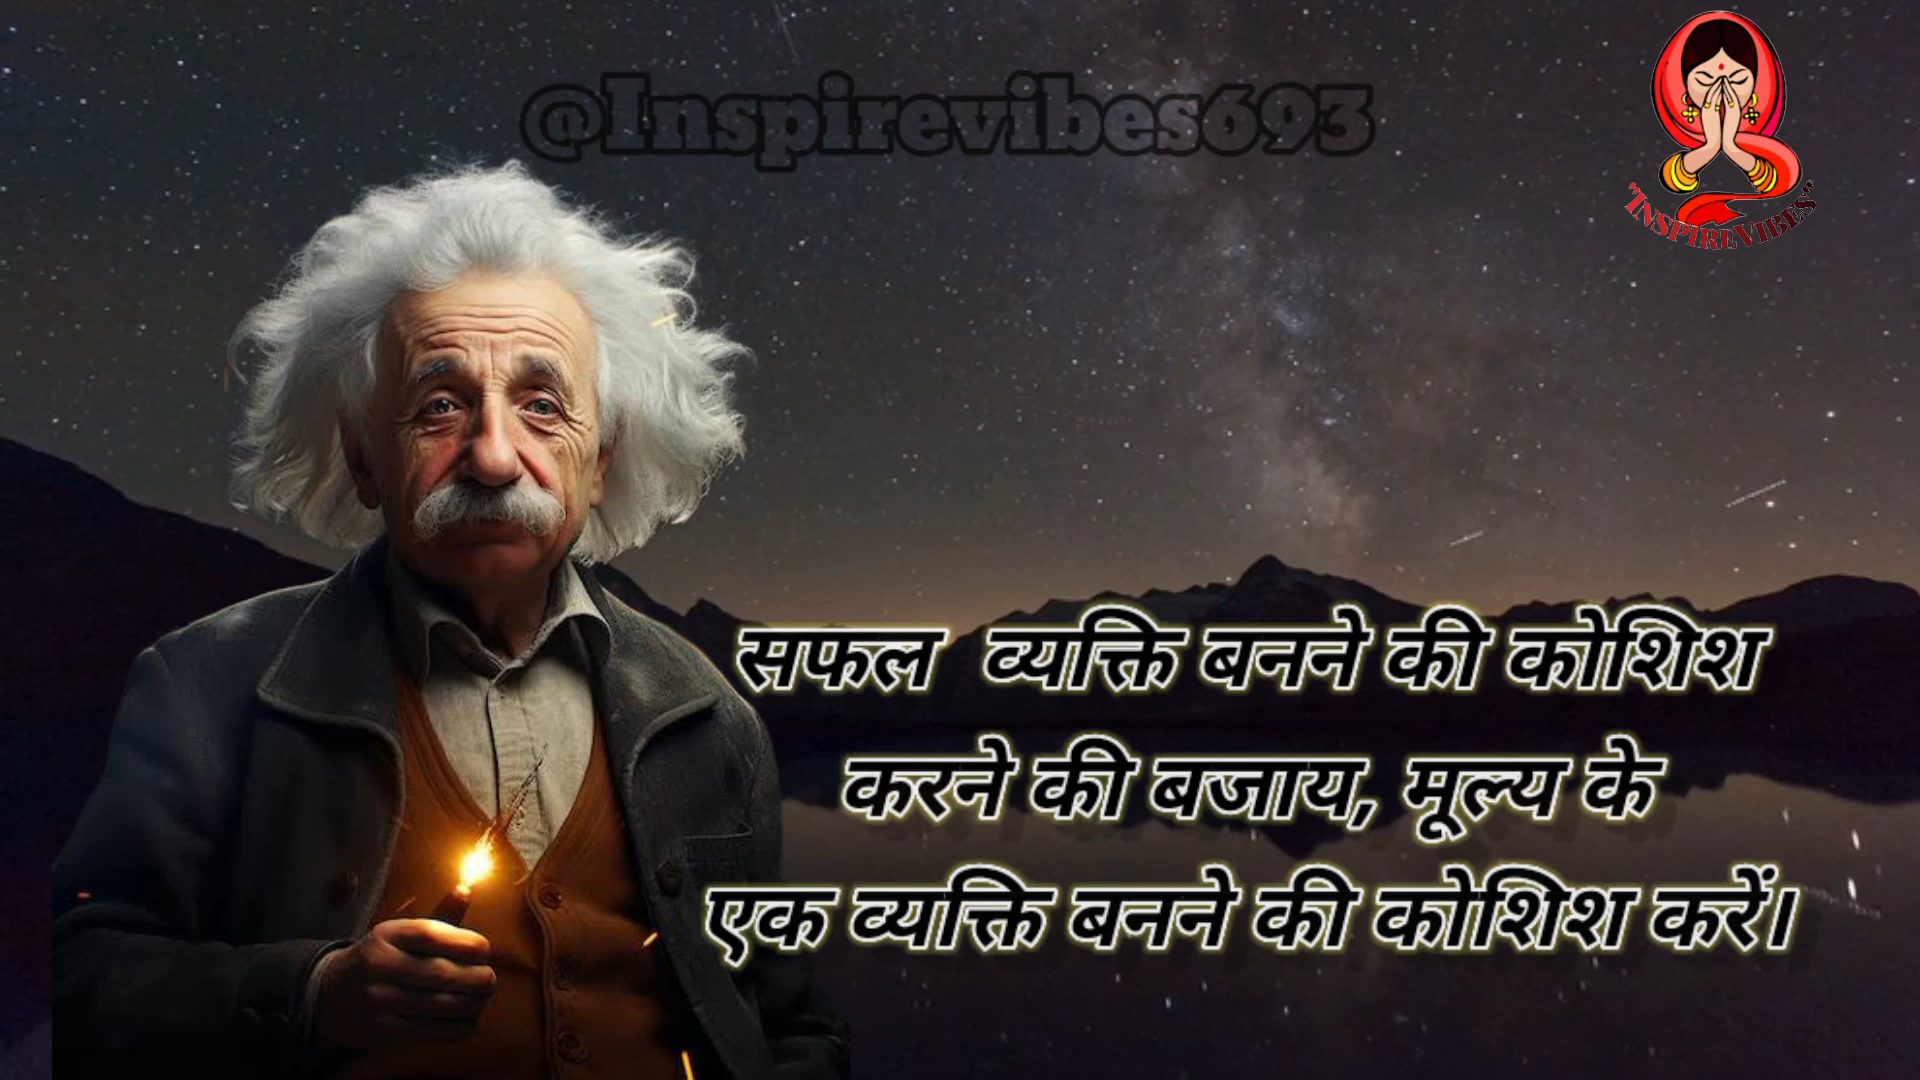 @Inspirevibes693
"INSPIREVIBES"
सफल व्यक्ति बनने की कोशिश
करने की बजाय, मूल्य के
एक व्यक्ति बनने की कोशिश करें।